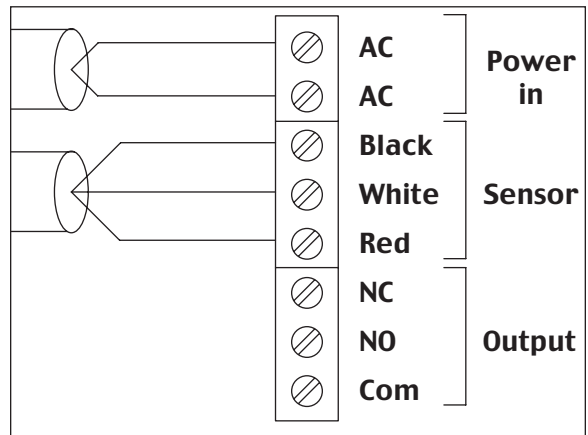 AC
AC
Power
in
Black
White
Red
Sensor
NC
NO
Com
Output